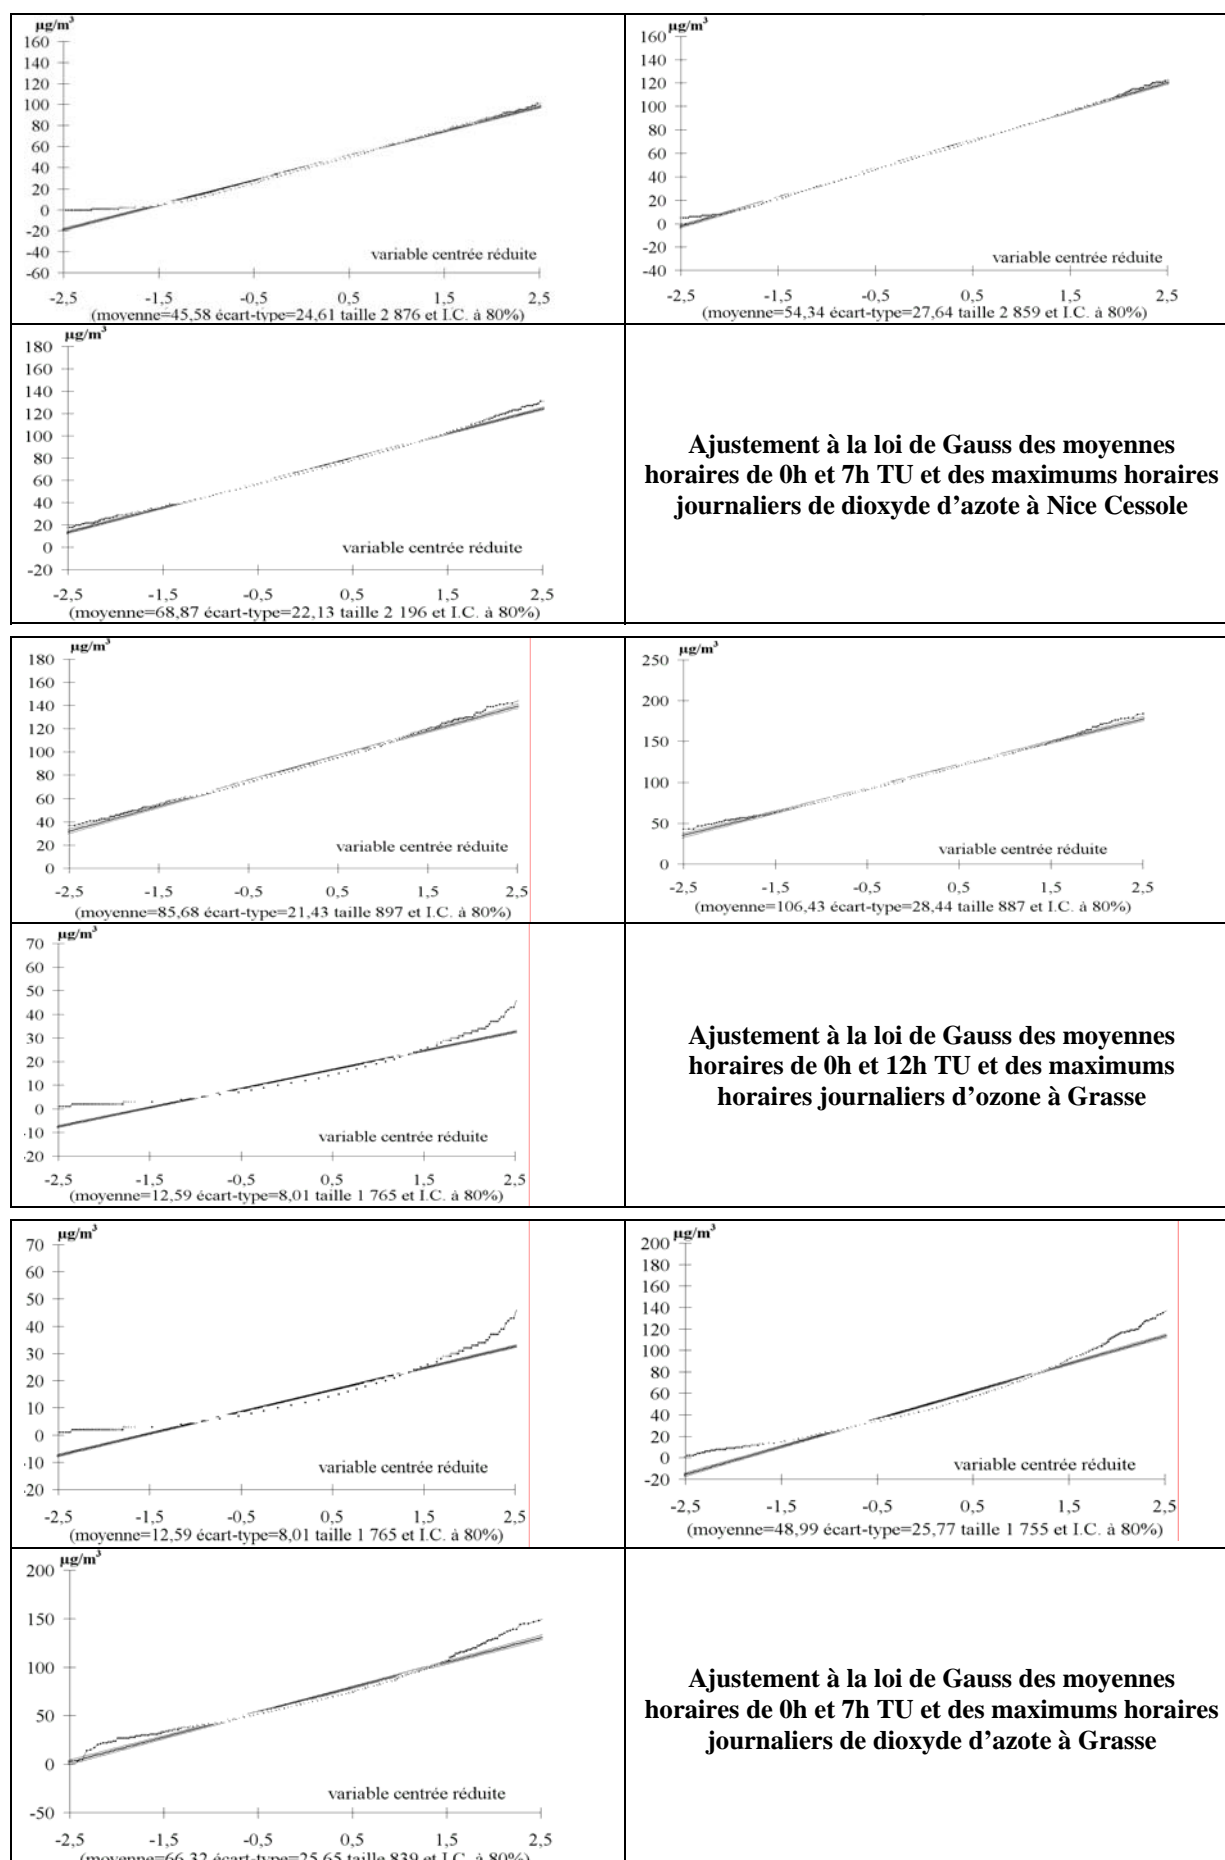 µg/m³
160
140
120
100
80
60
40
20
0
-20
-40
-60
variable centrée réduite
-2,5 -1,5 -0,5 0,5 1,5 2,5
(moyenne=45,58 écart-type=24,61 taille 2 876 et I.C. à 80%)
µg/m³
160
140
120
100
80
60
40
20
0
-20
-40
variable centrée réduite
-2,5 -1,5 -0,5 0,5 1,5 2,5
(moyenne=54,34 écart-type=27,64 taille 2 859 et I.C. à 80%)
µg/m³
180
160
140
120
100
80
60
40
20
0
-20
variable centrée réduite
-2,5 -1,5 -0,5 0,5 1,5 2,5
(moyenne=68,87 écart-type=22,13 taille 2 196 et I.C. à 80%)
Ajustement à la loi de Gauss des moyennes
horaires de 0h et 7h TU et des maximums horaires
journaliers de dioxyde d’azote à Nice Cessole
µg/m³
180
160
140
120
100
80
60
40
20
0
variable centrée réduite
-2,5 -1,5 -0,5 0,5 1,5 2,5
(moyenne=85,68 écart-type=21,43 taille 897 et I.C. à 80%)
µg/m³
250
200
150
100
50
0
variable centrée réduite
-2,5 -1,5 -0,5 0,5 1,5 2,5
(moyenne=106,43 écart-type=28,44 taille 887 et I.C. à 80%)
µg/m³
70
60
50
40
30
20
10
0
-10
-20
variable centrée réduite
-2,5 -1,5 -0,5 0,5 1,5 2,5
(moyenne=12,59 écart-type=8,01 taille 1 765 et I.C. à 80%)
Ajustement à la loi de Gauss des moyennes
horaires de 0h et 12h TU et des maximums
horaires journaliers d’ozone à Grasse
µg/m³
70
60
50
40
30
20
10
0
-10
-20
variable centrée réduite
-2,5 -1,5 -0,5 0,5 1,5 2,5
(moyenne=12,59 écart-type=8,01 taille 1 765 et I.C. à 80%)
µg/m³
200
180
160
140
120
100
80
60
40
20
0
-20
variable centrée réduite
-2,5 -1,5 -0,5 0,5 1,5 2,5
(moyenne=48,99 écart-type=25,77 taille 1 755 et I.C. à 80%)
µg/m³
200
150
100
50
0
-50
variable centrée réduite
-2,5 -1,5 -0,5 0,5 1,5 2,5
(moyenne=66,32 écart-type=25,65 taille 839 et I.C. à 80%)
Ajustement à la loi de Gauss des moyennes
horaires de 0h et 7h TU et des maximums horaires
journaliers de dioxyde d’azote à Grasse